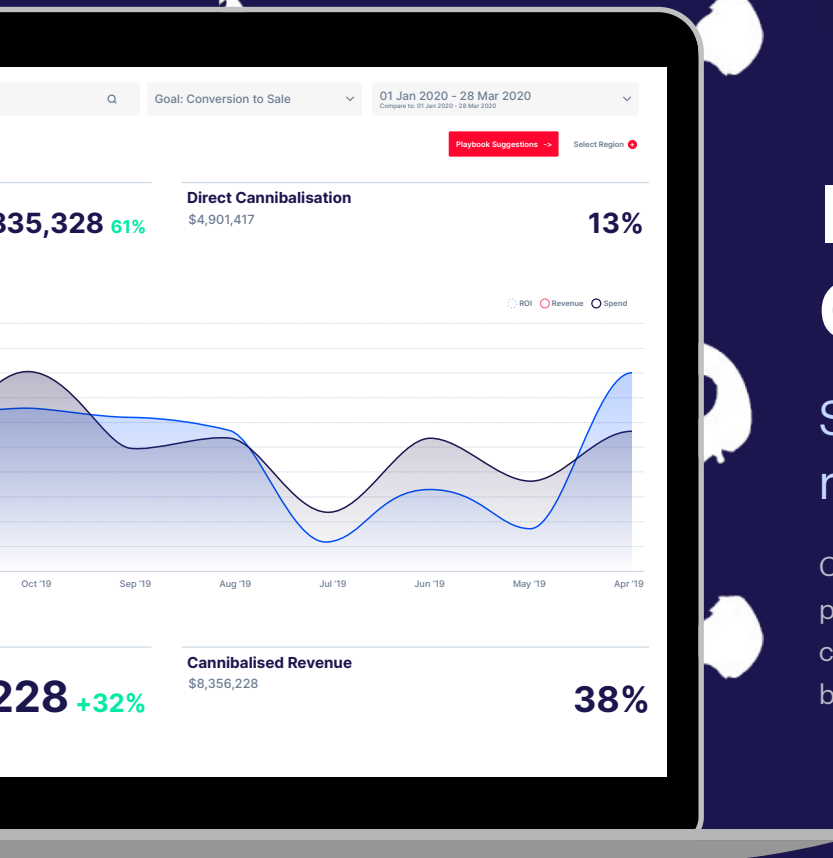 Goal: Conversion to Sale
01 Jan 2020 - 28 Mar 2020
Compare to: 01 Jan 2020 - 28 Mar 2020
Playbook Suggestions ->
Select Region +
335,328 61%
Direct Cannibalisation
$4,901,417
13%
ROI Revenue Spend
Oct '19 Sep '19 Aug '19 Jul '19 Jun '19 May '19 Apr '19
228 +32%
Cannibalised Revenue
$8,356,228
38%